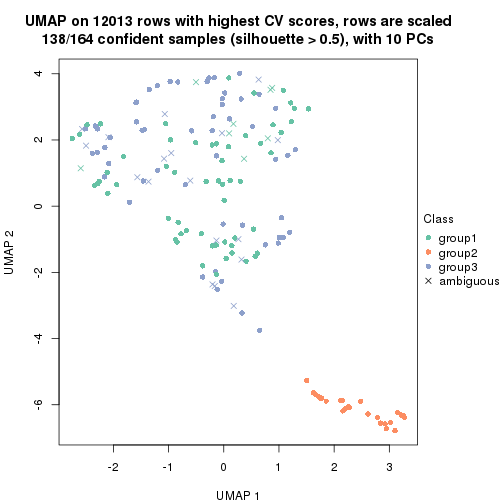 UMAP on 12013 rows with highest CV scores, rows are scaled
138/164 confident samples (silhouette > 0.5), with 10 PCs
4
2
0
-2
-4
-6
UMAP 2
-2
-1
0
1
2
3
UMAP 1
Class
group1
group2
group3
ambiguous